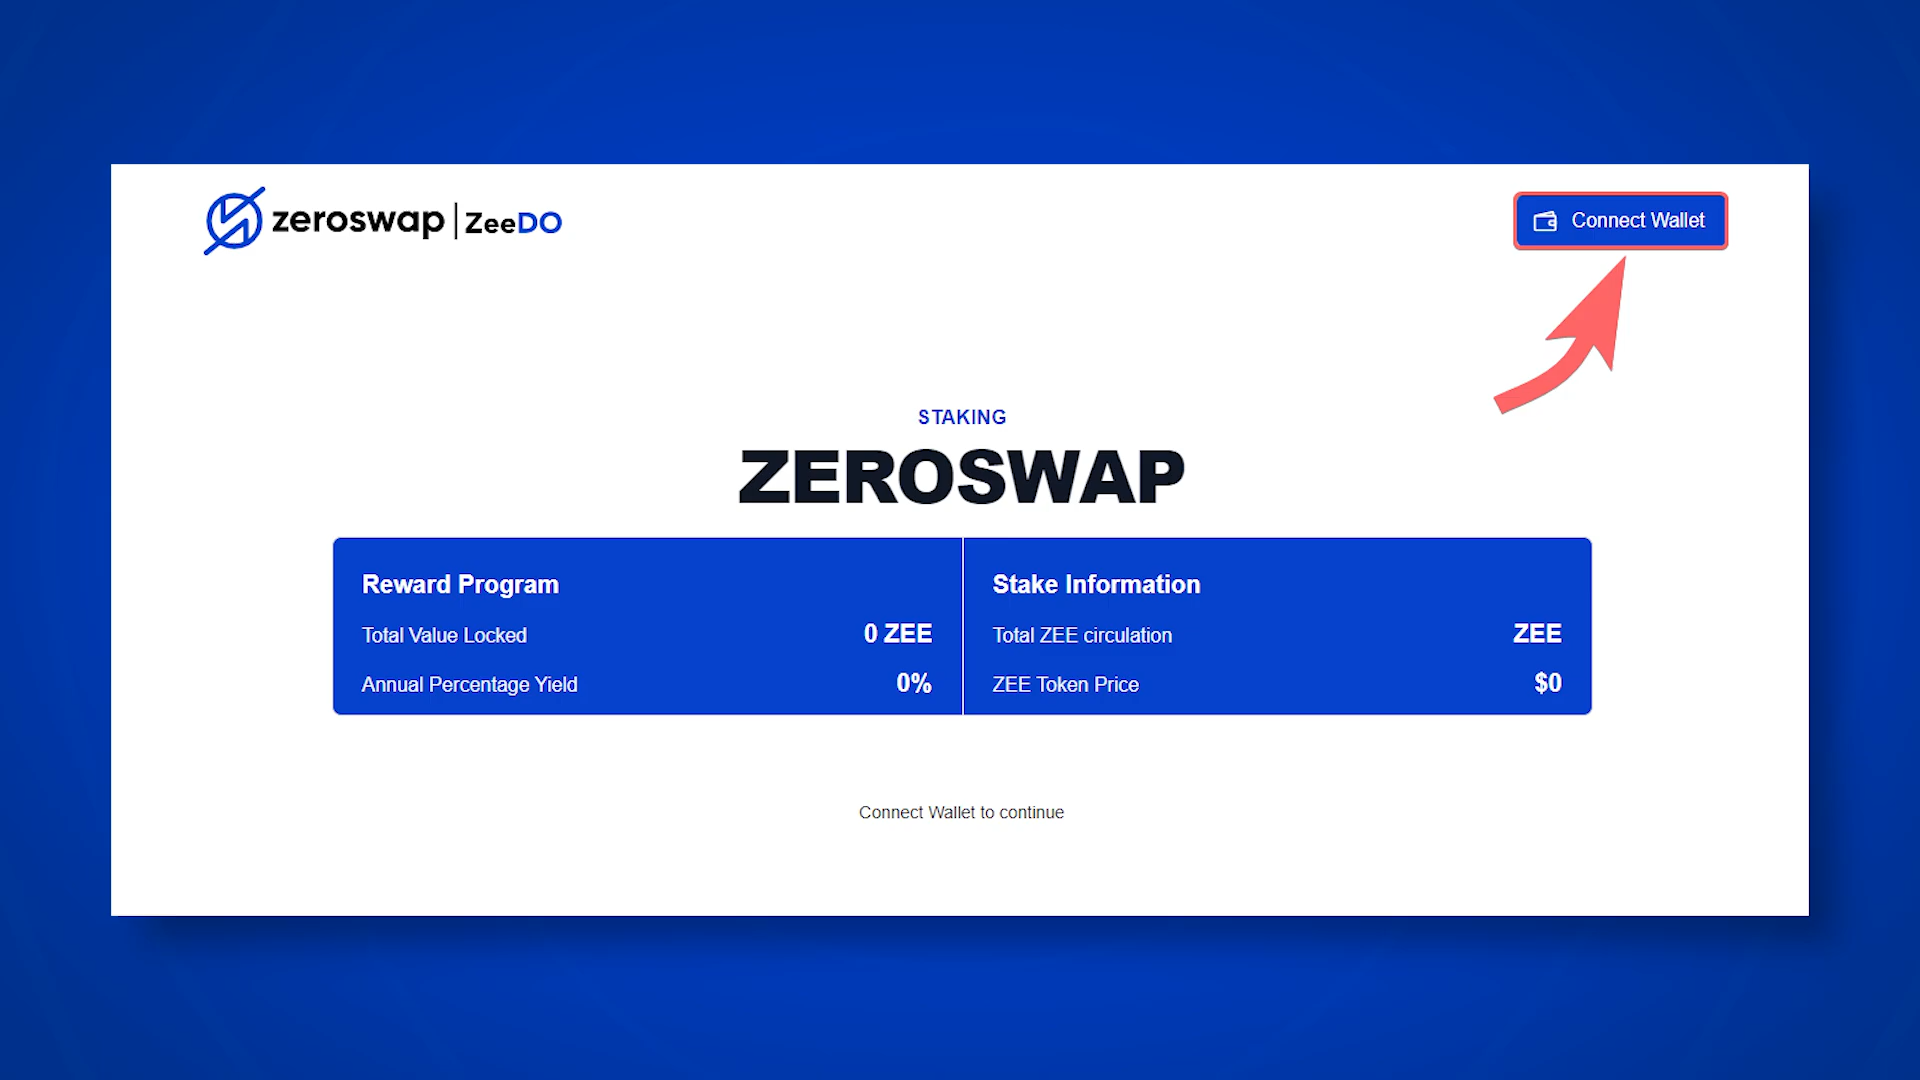 zeroswap | ZeeDO
Connect Wallet
STAKING
ZEROSWAP
Reward Program
Total Value Locked 0 ZEE
Annual Percentage Yield 0%
Stake Information
Total ZEE circulation ZEE
ZEE Token Price $0
Connect Wallet to continue